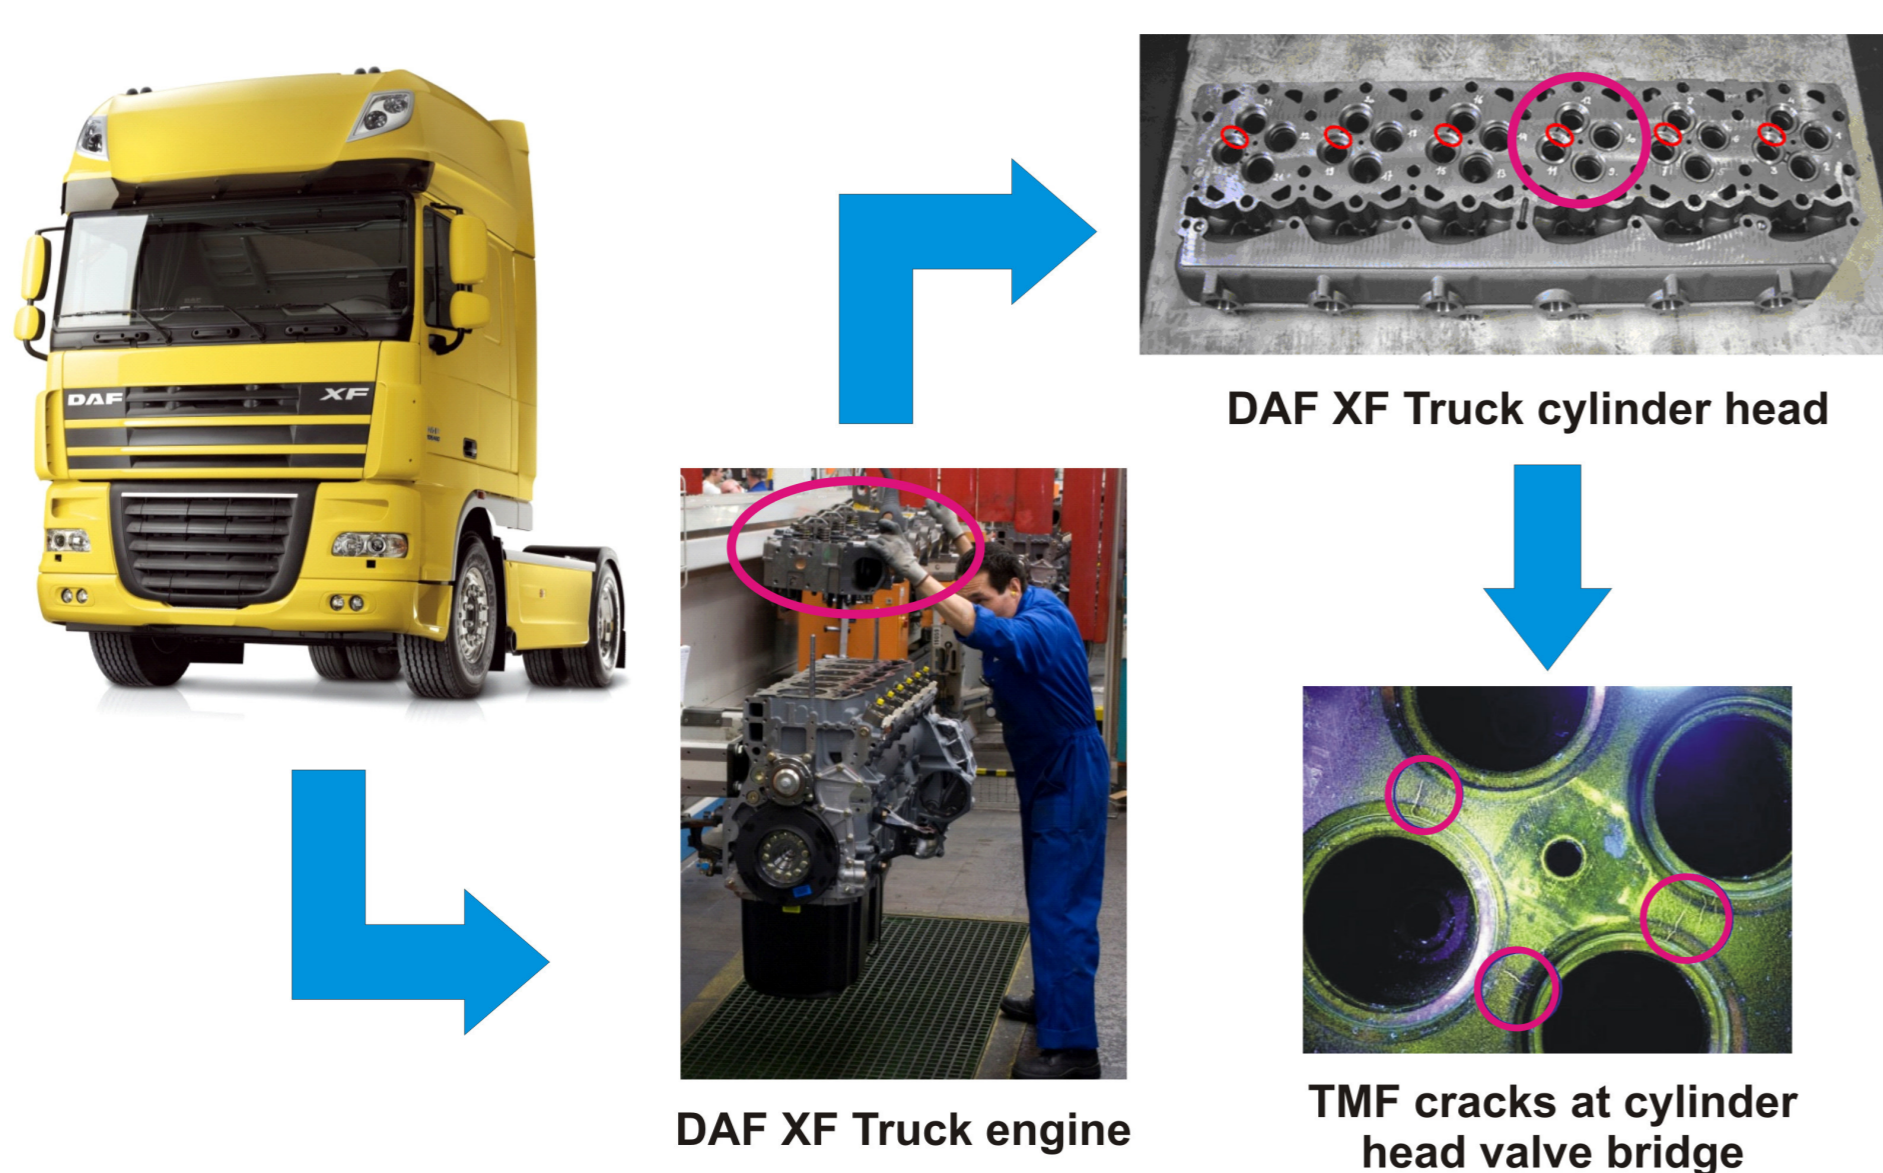 DAF
XF
DAF XF Truck cylinder head
DAF XF Truck engine
TMF cracks at cylinder
head valve bridge